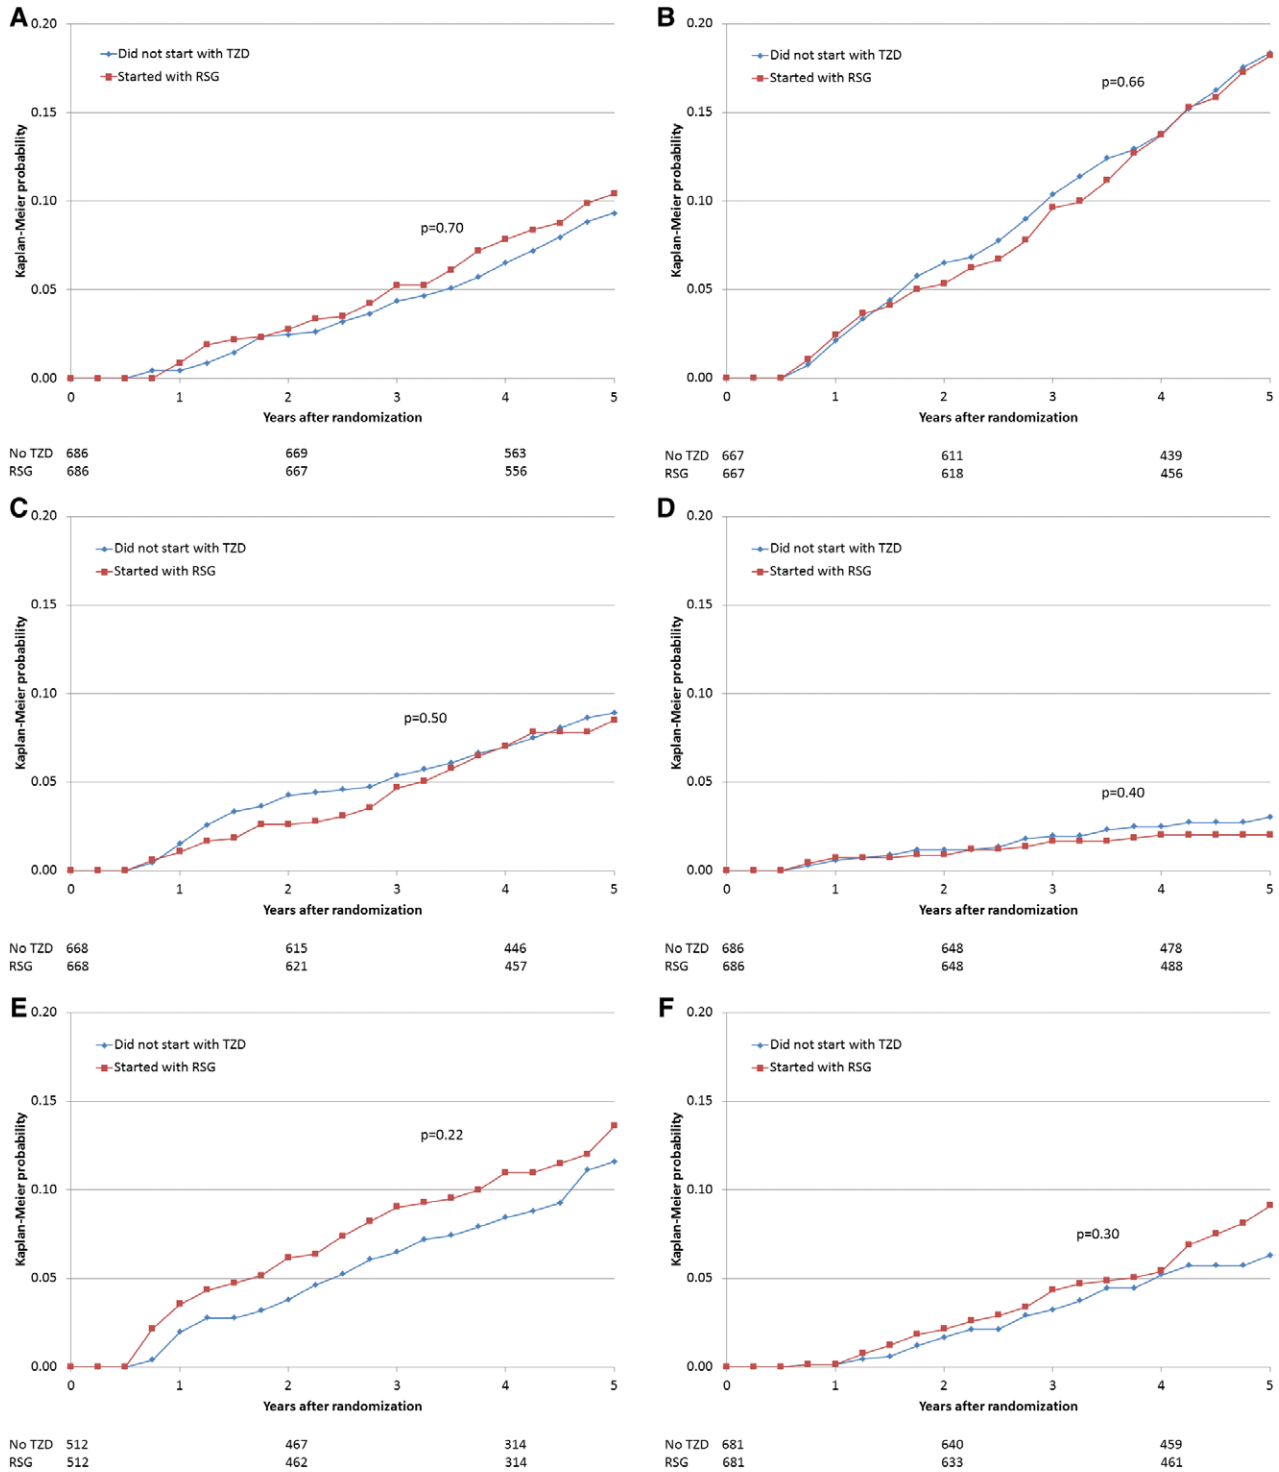 A
Kaplan-Meier probability
0.20
0.15
0.10
0.05
0.00
Did not start with TZD
Started with RSG
p=0.70
0 1 2 3 4 5
Years after randomization
No TZD 686 669 563
RSG 686 667 556
B
Kaplan-Meier probability
0.20
0.15
0.10
0.05
0.00
Did not start with TZD
Started with RSG
p=0.66
0 1 2 3 4 5
Years after randomization
No TZD 667 611 439
RSG 667 618 456
C
Kaplan-Meier probability
0.20
0.15
0.10
0.05
0.00
Did not start with TZD
Started with RSG
p=0.50
0 1 2 3 4 5
Years after randomization
No TZD 668 615 446
RSG 668 621 457
D
Kaplan-Meier probability
0.20
0.15
0.10
0.05
0.00
Did not start with TZD
Started with RSG
p=0.40
0 1 2 3 4 5
Years after randomization
No TZD 686 648 478
RSG 686 648 488
E
Kaplan-Meier probability
0.20
0.15
0.10
0.05
0.00
Did not start with TZD
Started with RSG
p=0.22
0 1 2 3 4 5
Years after randomization
No TZD 512 467 314
RSG 512 462 314
F
Kaplan-Meier probability
0.20
0.15
0.10
0.05
0.00
Did not start with TZD
Started with RSG
p=0.30
0 1 2 3 4 5
Years after randomization
No TZD 681 640 459
RSG 681 633 461